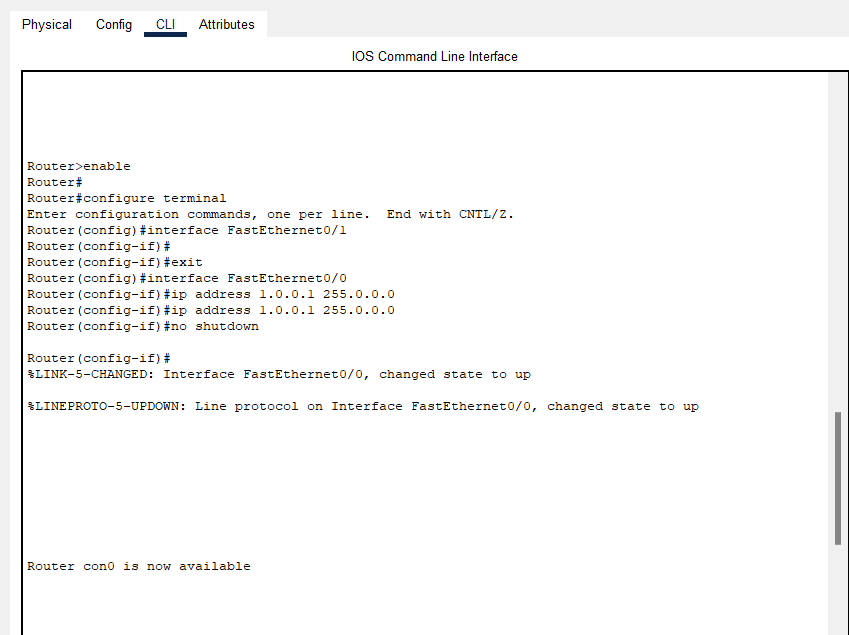 Physical Config CLI Attributes
IOS Command Line Interface
Router>enable
Router#
Router#configure terminal
Enter configuration commands, one per line.  End with CNTL/Z.
Router(config)#interface FastEthernet0/1
Router(config-if)#
Router(config-if)#exit
Router(config)#interface FastEthernet0/0
Router(config-if)#ip address 1.0.0.1 255.0.0.0
Router(config-if)#ip address 1.0.0.1 255.0.0.0
Router(config-if)#no shutdown
Router(config-if)#
%LINK-5-CHANGED: Interface FastEthernet0/0, changed state to up
%LINEPROTO-5-UPDOWN: Line protocol on Interface FastEthernet0/0, changed state to up
Router con0 is now available